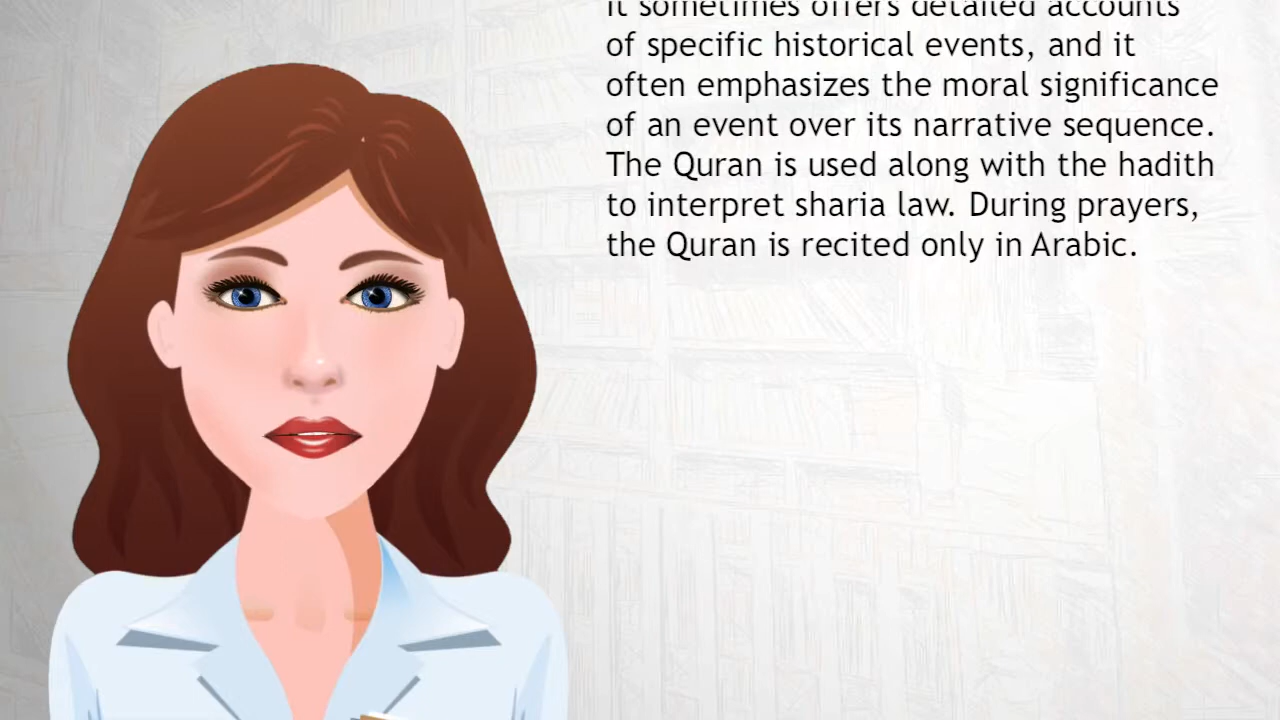 it sometimes offers detailed accounts
of specific historical events, and it
often emphasizes the moral significance
of an event over its narrative sequence.
The Quran is used along with the hadith
to interpret sharia law. During prayers,
the Quran is recited only in Arabic.